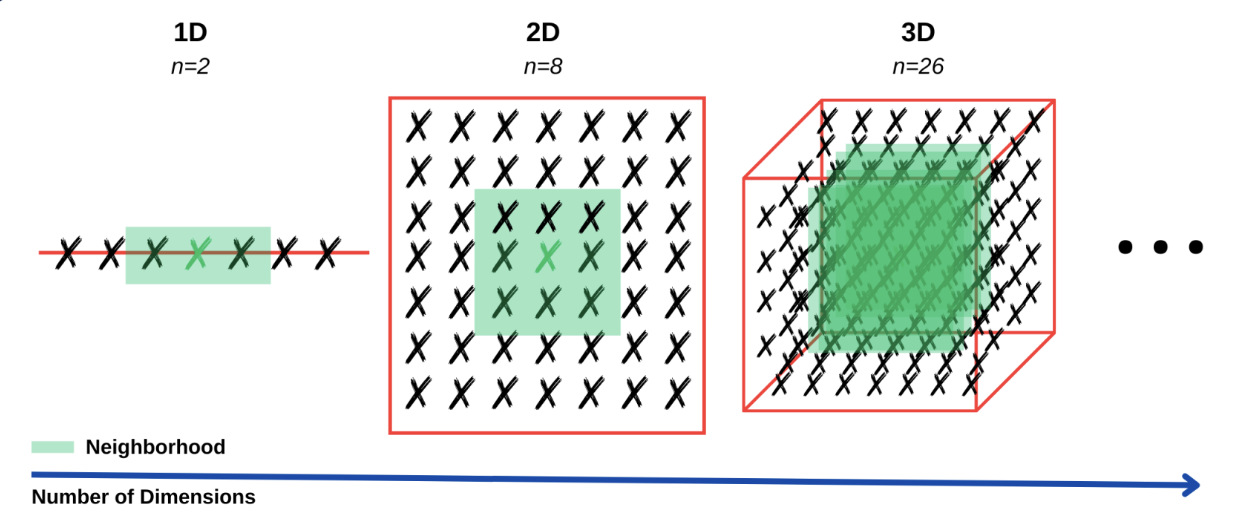 1D
n=2
2D
n=8
3D
n=26
Neighborhood
Number of Dimensions